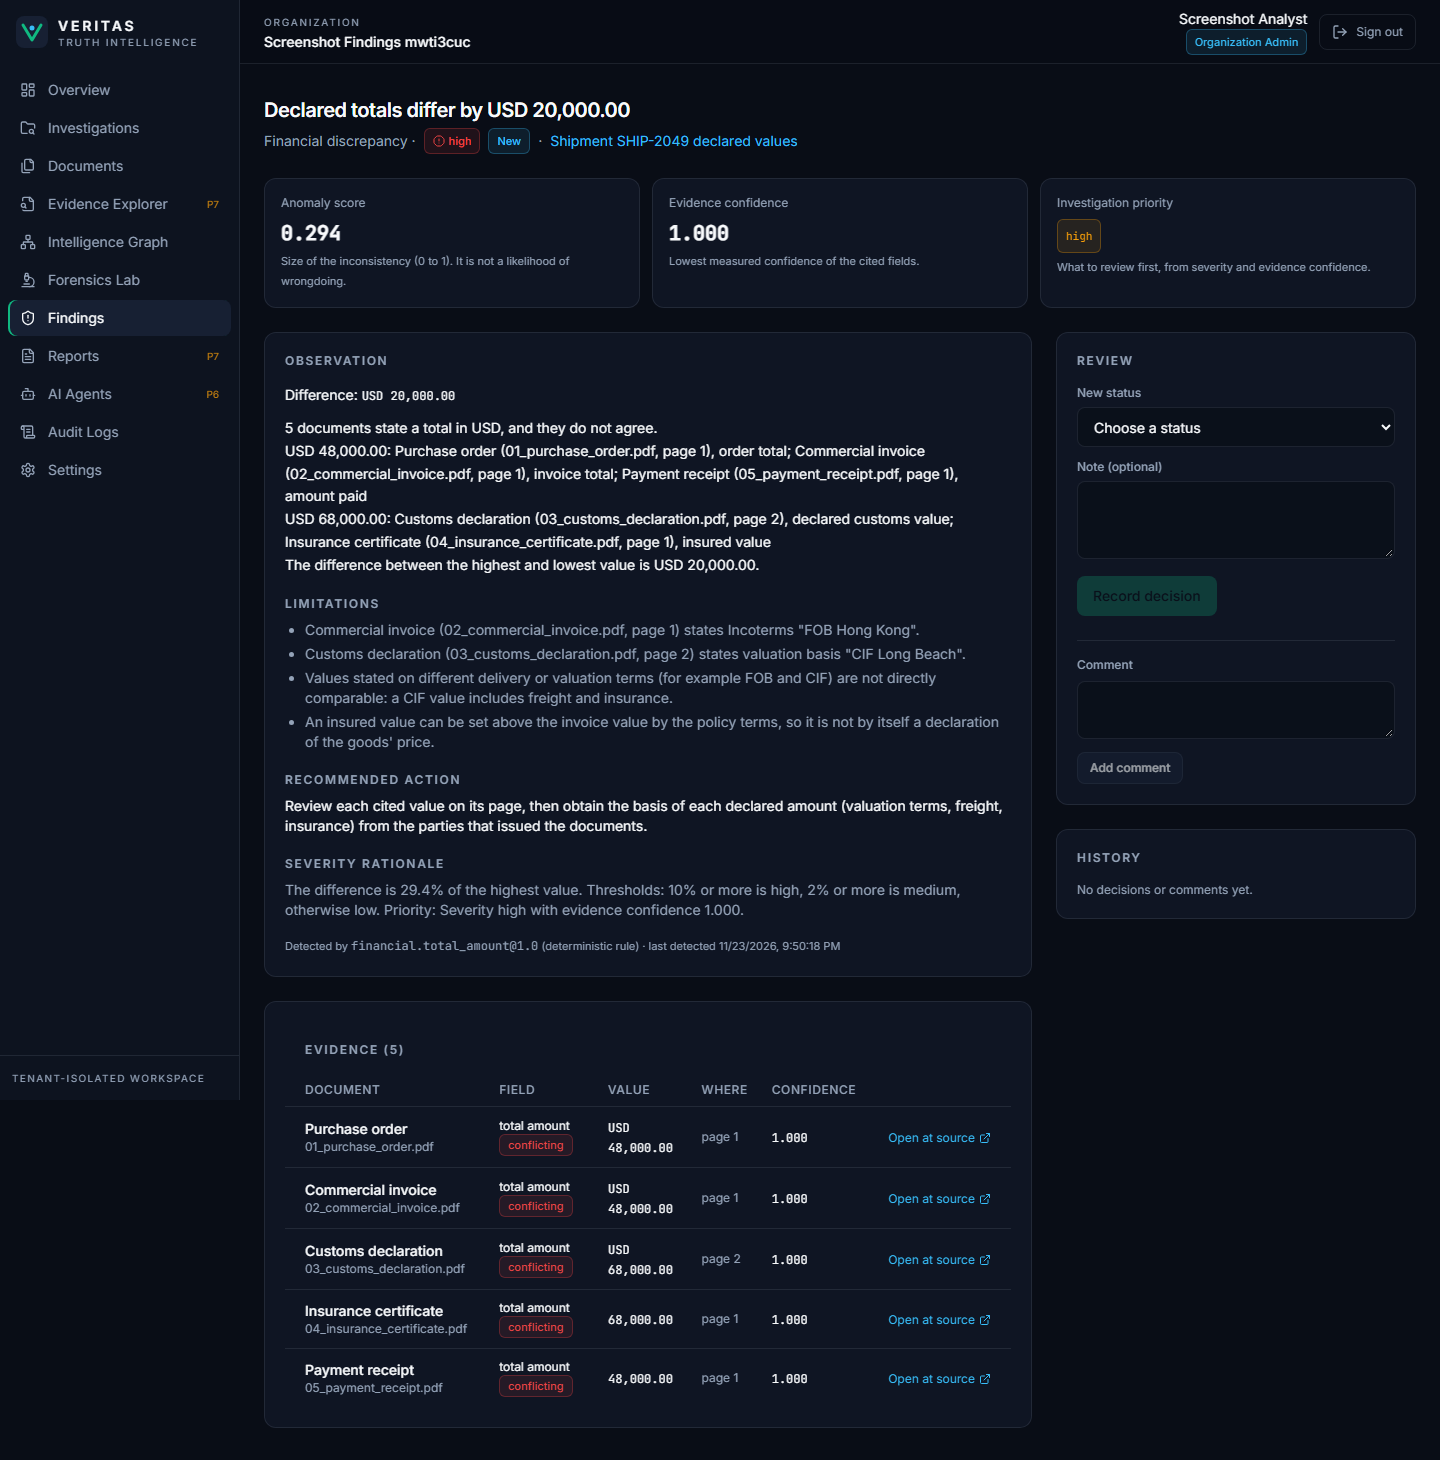 VERITAS
TRUTH INTELLIGENCE
Overview
Investigations
Documents
Evidence Explorer P7
Intelligence Graph
Forensics Lab
Findings
Reports P7
AI Agents P6
Audit Logs
Settings
TENANT-ISOLATED WORKSPACE
ORGANIZATION
Screenshot Findings mwti3cuc
Screenshot Analyst
Organization Admin
Sign out
Declared totals differ by USD 20,000.00
Financial discrepancy · high New · Shipment SHIP-2049 declared values
Anomaly score
0.294
Size of the inconsistency (0 to 1). It is not a likelihood of
wrongdoing.
Evidence confidence
1.000
Lowest measured confidence of the cited fields.
Investigation priority
high
What to review first, from severity and evidence confidence.
OBSERVATION
Difference: USD 20,000.00
5 documents state a total in USD, and they do not agree.
USD 48,000.00: Purchase order (01_purchase_order.pdf, page 1), order total; Commercial invoice
(02_commercial_invoice.pdf, page 1), invoice total; Payment receipt (05_payment_receipt.pdf, page 1),
amount paid
USD 68,000.00: Customs declaration (03_customs_declaration.pdf, page 2), declared customs value;
Insurance certificate (04_insurance_certificate.pdf, page 1), insured value
The difference between the highest and lowest value is USD 20,000.00.
LIMITATIONS
• Commercial invoice (02_commercial_invoice.pdf, page 1) states Incoterms "FOB Hong Kong".
• Customs declaration (03_customs_declaration.pdf, page 2) states valuation basis "CIF Long Beach".
• Values stated on different delivery or valuation terms (for example FOB and CIF) are not directly
comparable: a CIF value includes freight and insurance.
• An insured value can be set above the invoice value by the policy terms, so it is not by itself a declaration
of the goods' price.
RECOMMENDED ACTION
Review each cited value on its page, then obtain the basis of each declared amount (valuation terms, freight,
insurance) from the parties that issued the documents.
SEVERITY RATIONALE
The difference is 29.4% of the highest value. Thresholds: 10% or more is high, 2% or more is medium,
otherwise low. Priority: Severity high with evidence confidence 1.000.
Detected by financial.total_amount@1.0 (deterministic rule) · last detected 11/23/2026, 9:50:18 PM
REVIEW
New status
Choose a status
Note (optional)
Record decision
Comment
Add comment
HISTORY
No decisions or comments yet.
EVIDENCE (5)
DOCUMENT FIELD VALUE WHERE CONFIDENCE
Purchase order
01_purchase_order.pdf
total amount
conflicting
USD
48,000.00
page 1
1.000
Open at source
Commercial invoice
02_commercial_invoice.pdf
total amount
conflicting
USD
48,000.00
page 1
1.000
Open at source
Customs declaration
03_customs_declaration.pdf
total amount
conflicting
USD
68,000.00
page 2
1.000
Open at source
Insurance certificate
04_insurance_certificate.pdf
total amount
conflicting
68,000.00
page 1
1.000
Open at source
Payment receipt
05_payment_receipt.pdf
total amount
conflicting
48,000.00
page 1
1.000
Open at source